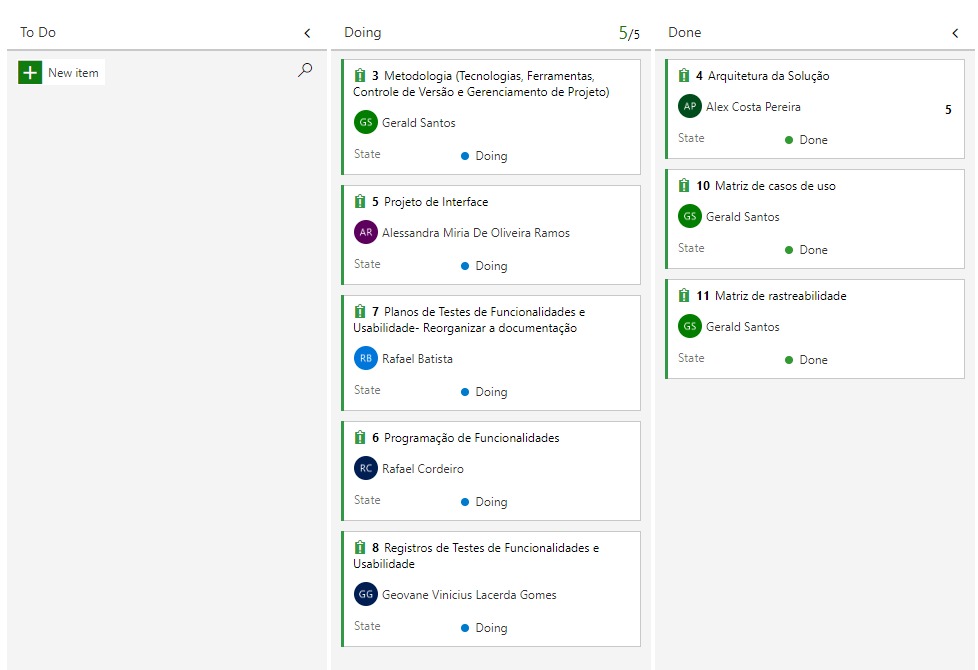 To Do
New item
Doing
5/5
3 Metodologia (Tecnologias, Ferramentas,
Controle de Versão e Gerenciamento de Projeto)
GS Gerald Santos
State Doing
5 Projeto de Interface
AR Alessandra Miria De Oliveira Ramos
State Doing
7 Planos de Testes de Funcionalidades e
Usabilidade- Reorganizar a documentação
RB Rafael Batista
State Doing
6 Programação de Funcionalidades
RC Rafael Cordeiro
State Doing
8 Registros de Testes de Funcionalidades e
Usabilidade
GG Geovane Vinicius Lacerda Gomes
State Doing
Done
4 Arquitetura da Solução
AP Alex Costa Pereira 5
State Done
10 Matriz de casos de uso
GS Gerald Santos
State Done
11 Matriz de rastreabilidade
GS Gerald Santos
State Done